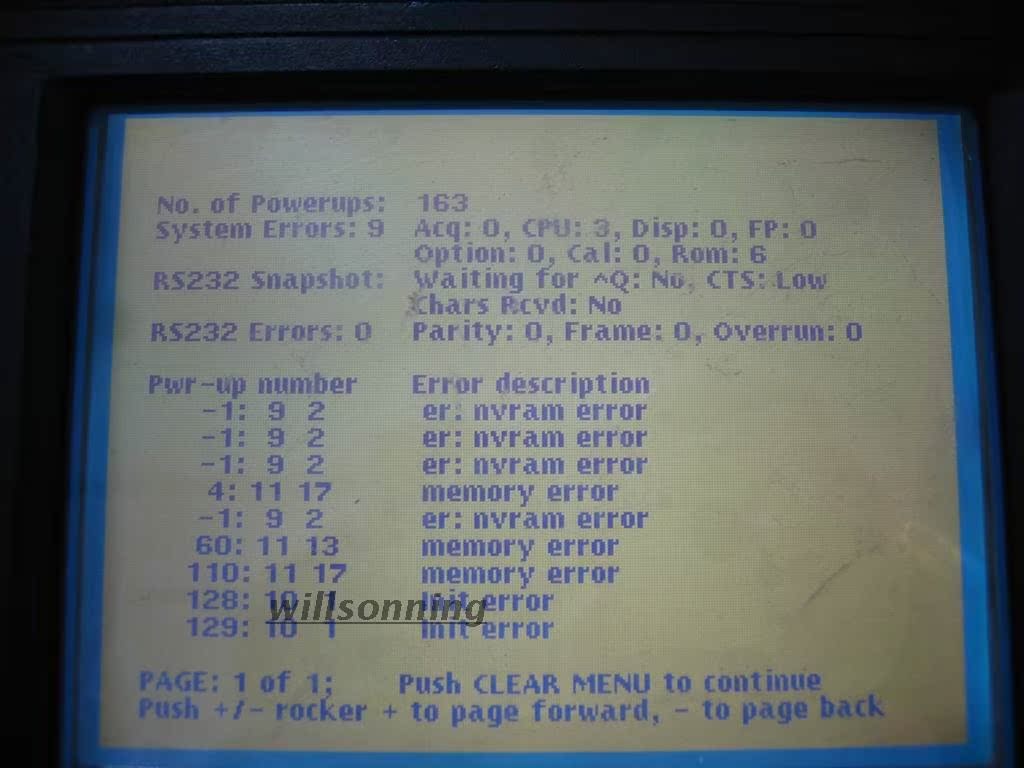 No. of Powerups: 163
System Errors: 9 Acq: 0, CPU: 3, Disp: 0, FP: 0
Option: 0, Cal: 0, Rom: 6
RS232 Snapshot: Waiting for ^Q: No, CTS: Low
Chars Rcvd: No
RS232 Errors: 0 Parity: 0, Frame: 0, Overrun: 0
Pwr-up number Error description
-1: 9 2 er: nvram error
-1: 9 2 er: nvram error
-1: 9 2 er: nvram error
4: 11 17 memory error
-1: 9 2 er: nvram error
60: 11 13 memory error
110: 11 17 memory error
128: 10 1 Init error
willsonning
129: 10 1 Init error
PAGE: 1 of 1; Push CLEAR MENU to continue
Push +/- rocker + to page forward, - to page back